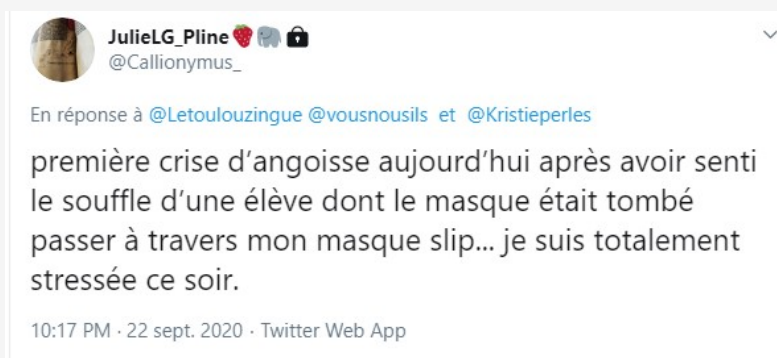 JulieLG_Pline🍓🐘🔒
@Callionymus_
En réponse à @Letoulouzingue @vousnousils et @Kristieperles
première crise d'angoisse aujourd'hui après avoir senti
le souffle d'une élève dont le masque était tombé
passer à travers mon masque slip... je suis totalement
stressée ce soir.
10:17 PM · 22 sept. 2020 · Twitter Web App